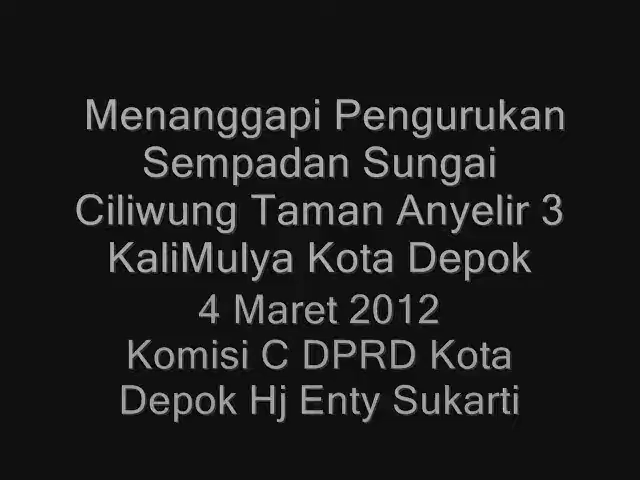 Menanggapi Pengurukan
Sempadan Sungai
Ciliwung Taman Anyelir 3
KaliMulya Kota Depok
4 Maret 2012
Komisi C DPRD Kota
Depok Hj Enty Sukarti